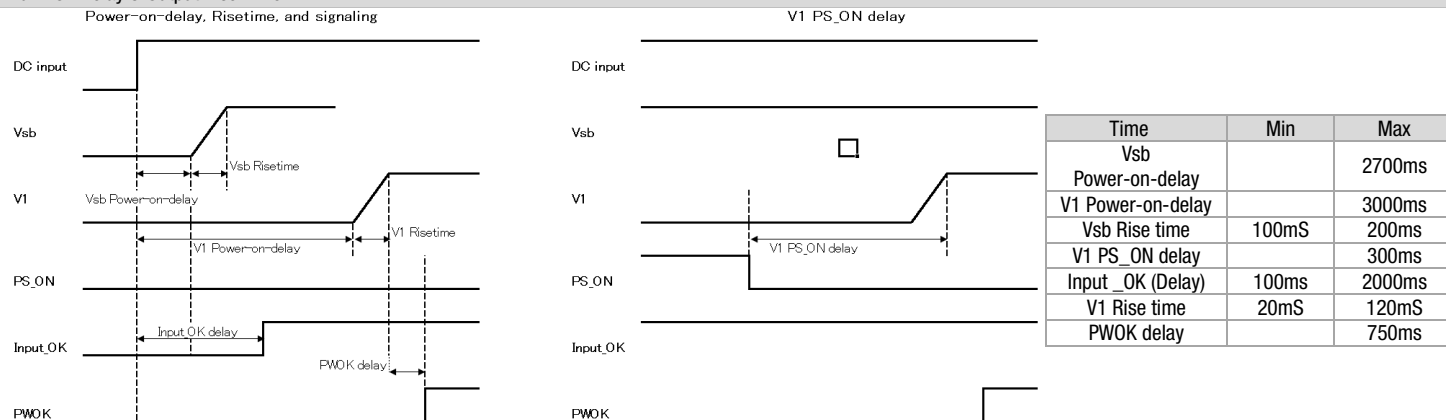 Power-on-delay, Risetime, and signaling
DC input
Vsb
Vsb Risetime
V1
Vsb Power-on-delay
V1 Risetime
V1 Power-on-delay
PS_ON
Input_OK delay
Input_OK
PWOK delay
PWOK
V1 PS_ON delay
DC input
Vsb
V1
V1 PS_ON delay
PS_ON
Input_OK
PWOK
Time Min Max
Vsb
Power-on-delay 2700ms
V1 Power-on-delay 3000ms
Vsb Rise time 100mS 200ms
V1 PS_ON delay 300ms
Input _OK (Delay) 100ms 2000ms
V1 Rise time 20mS 120mS
PWOK delay 750ms